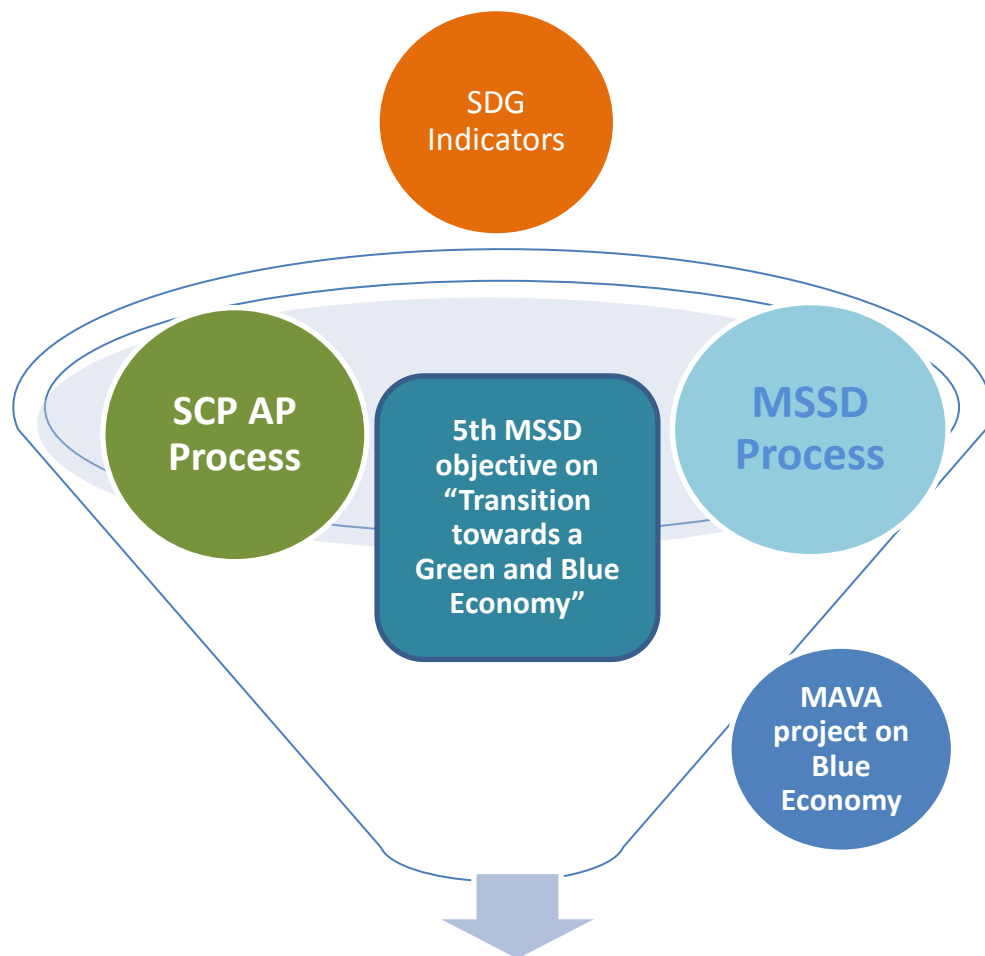 SDG
Indicators
SCP AP
Process
5th MSSD
objective on
“Transition
towards a
Green and Blue
Economy”
MSSD
Process
MAVA
project on
Blue
Economy